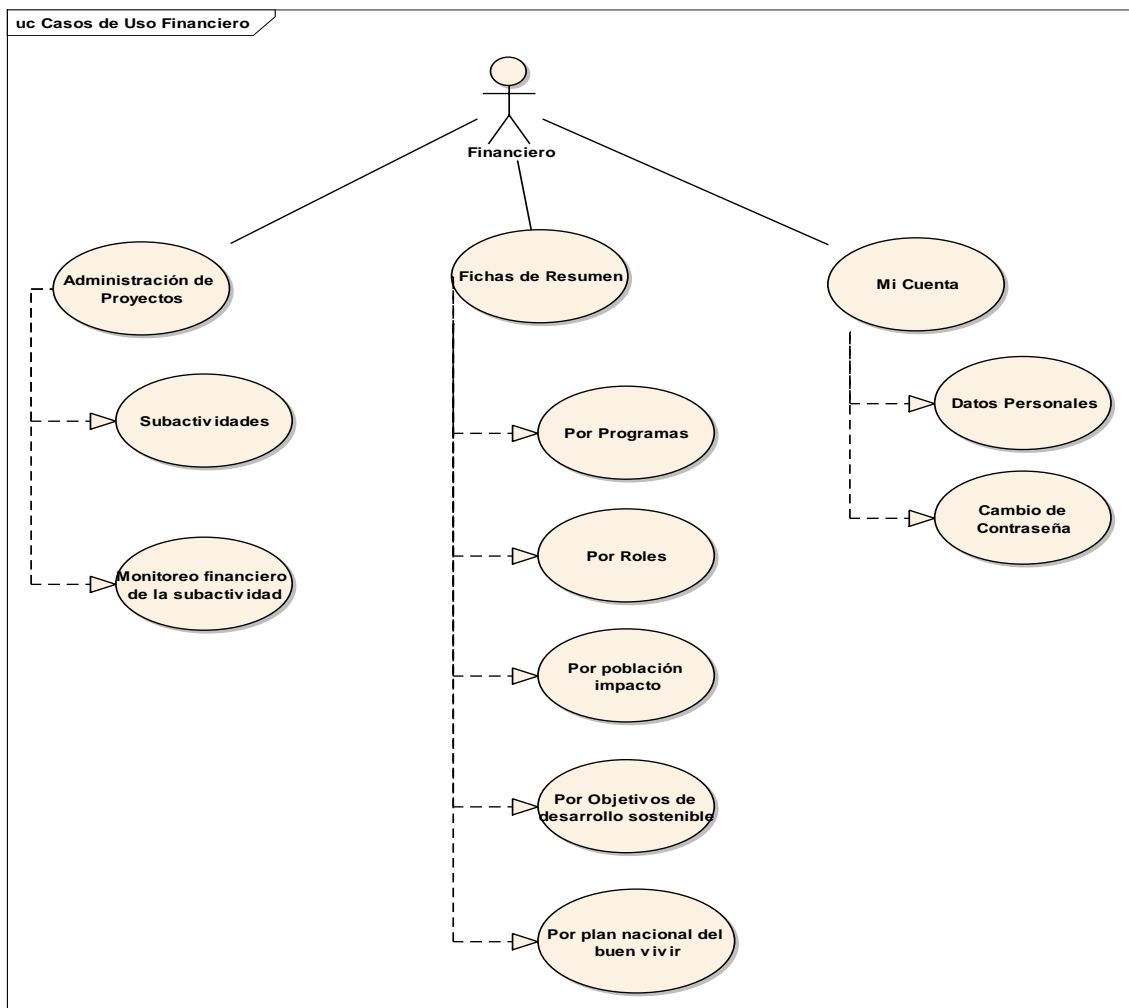 uc Casos de Uso Financiero
Financiero
Administración de
Proyectos
Subactividades
Monitoreo financiero
de la subactividad
Fichas de Resumen
Por Programas
Por Roles
Por población
impacto
Por Objetivos de
desarrollo sostenible
Por plan nacional del
buen vivir
Mi Cuenta
Datos Personales
Cambio de
Contraseña